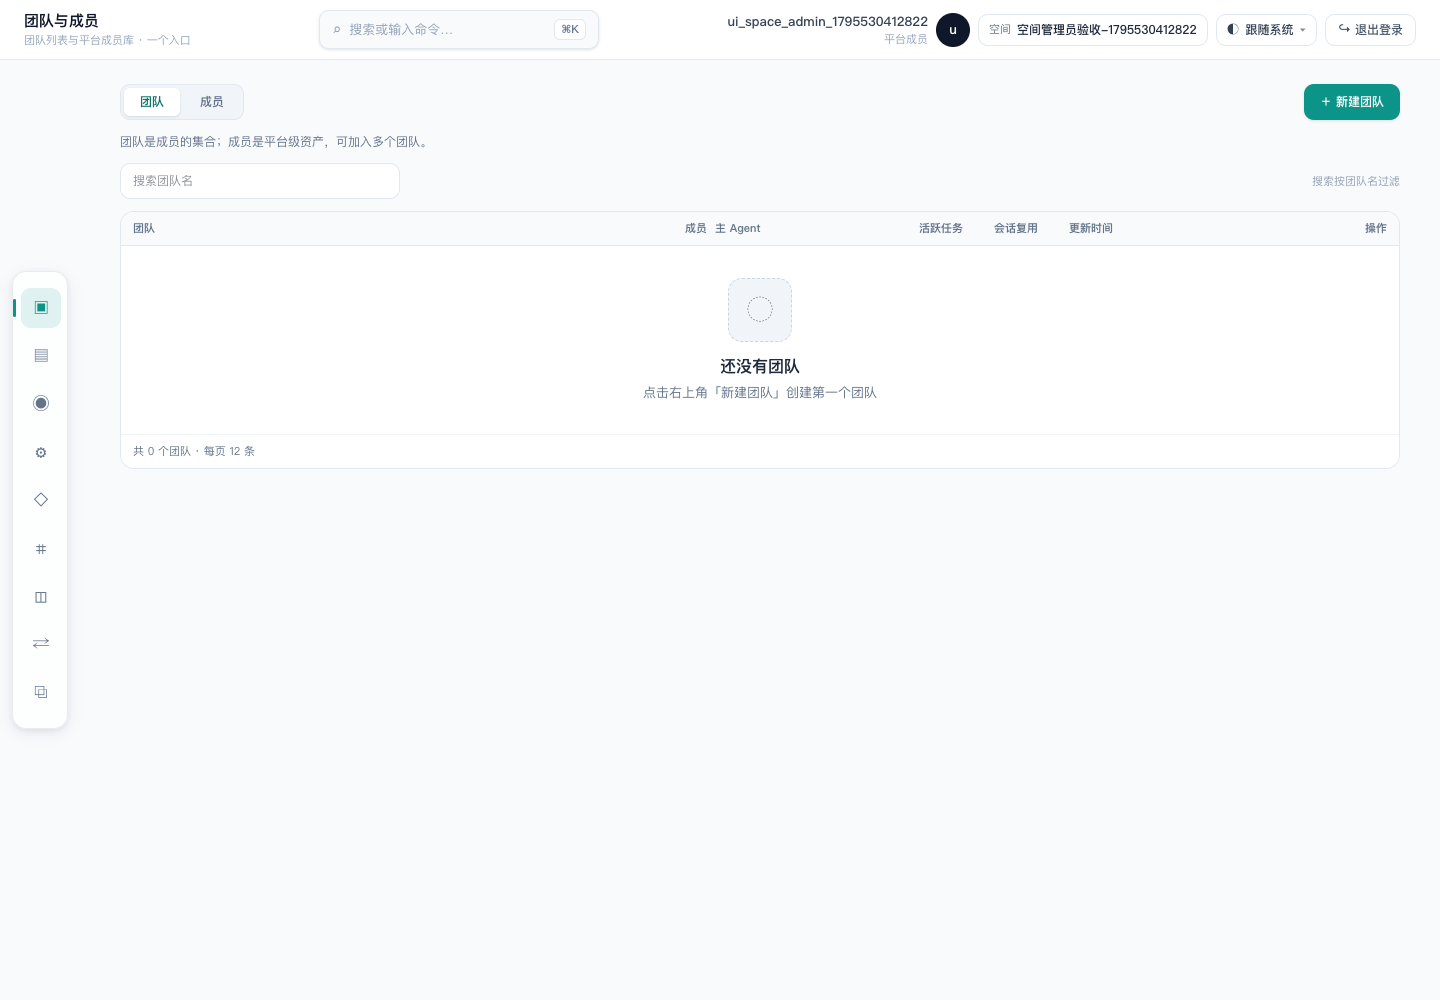 团队与成员
团队列表与平台成员库 · 一个入口
搜索或输入命令…
⌘K
ui_space_admin_1795530412822
平台成员
u
空间 空间管理员验收-1795530412822
跟随系统
退出登录
团队 成员
+ 新建团队
团队是成员的集合；成员是平台级资产，可加入多个团队。
搜索团队名
搜索按团队名过滤
团队 成员 主 Agent 活跃任务 会话复用 更新时间 操作
还没有团队
点击右上角「新建团队」创建第一个团队
共 0 个团队 · 每页 12 条